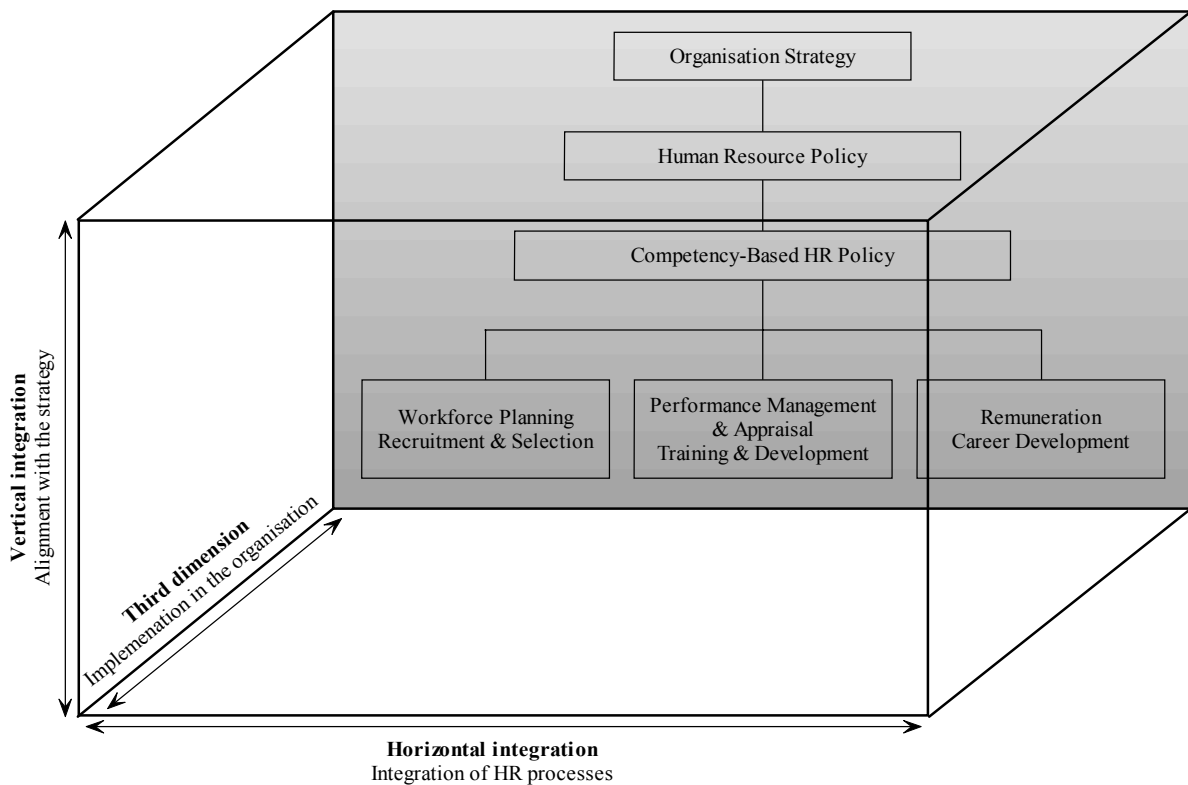 Organisation Strategy
Human Resource Policy
Competency-Based HR Policy
Workforce Planning
Recruitment & Selection
Performance Management
& Appraisal
Training & Development
Remuneration
Career Development
Vertical integration
Alignment with the strategy
Third dimension
Implemenation in the organisation
Horizontal integration
Integration of HR processes